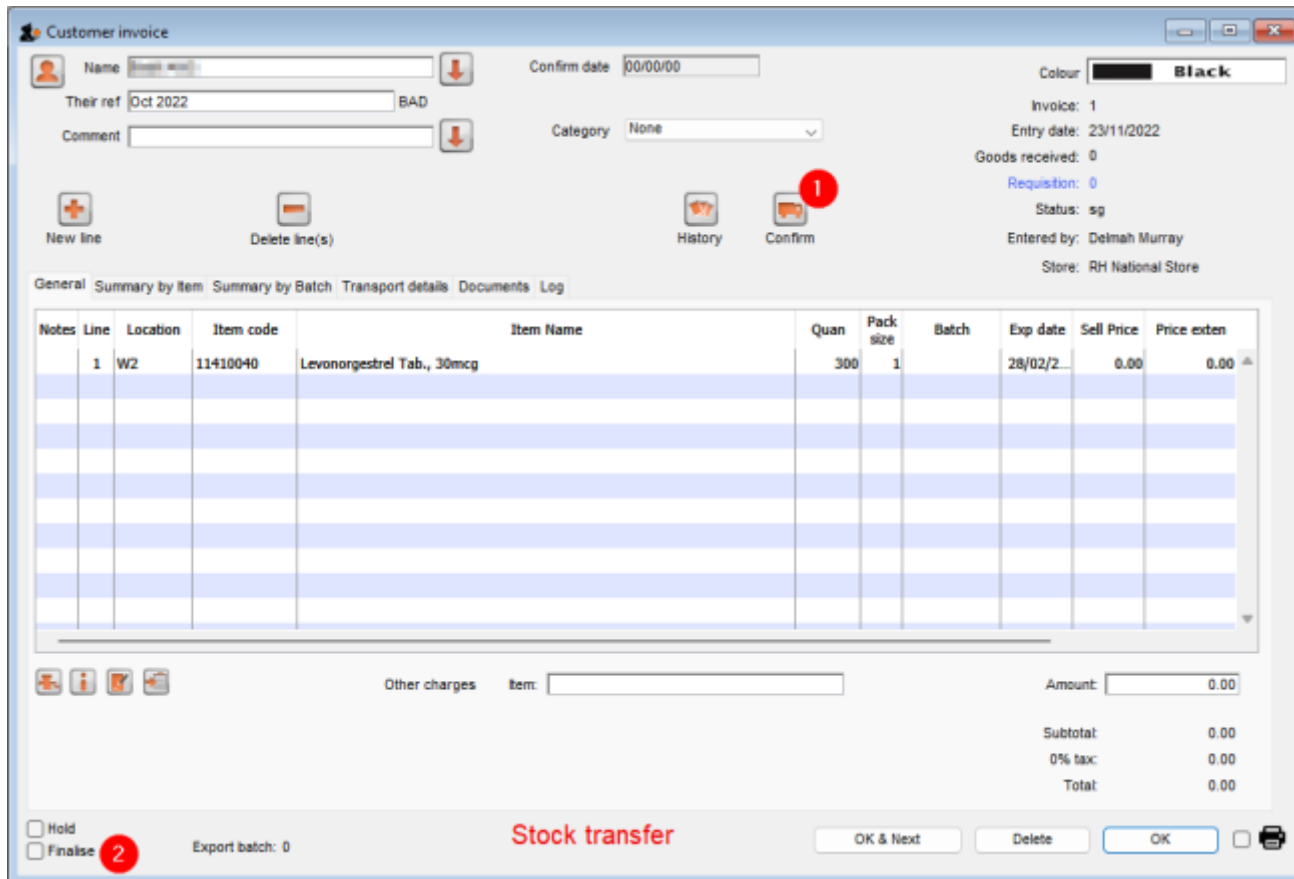 Customer invoice
Name Confirm date 00/00/00 Colour Black
Their ref Oct 2022 BAD Invoice: 1
Comment Category None Entry date: 23/11/2022
Goods received: 0
1 Requisition: 0
Status: sg
New line Delete line(s) History Confirm Entered by: Delmah Murray
Store: RH National Store
General Summary by Item Summary by Batch Transport details Documents Log
Notes Line Location Item code Item Name Quan Pack size Batch Exp date Sell Price Price exten
1 W2 11410040 Levonorgestrel Tab., 30mcg 300 1 28/02/2... 0.00 0.00
Other charges Item: Amount: 0.00
Subtotal: 0.00
0% tax: 0.00
Total: 0.00
Hold
Finalise 2 Export batch: 0 Stock transfer OK & Next Delete OK